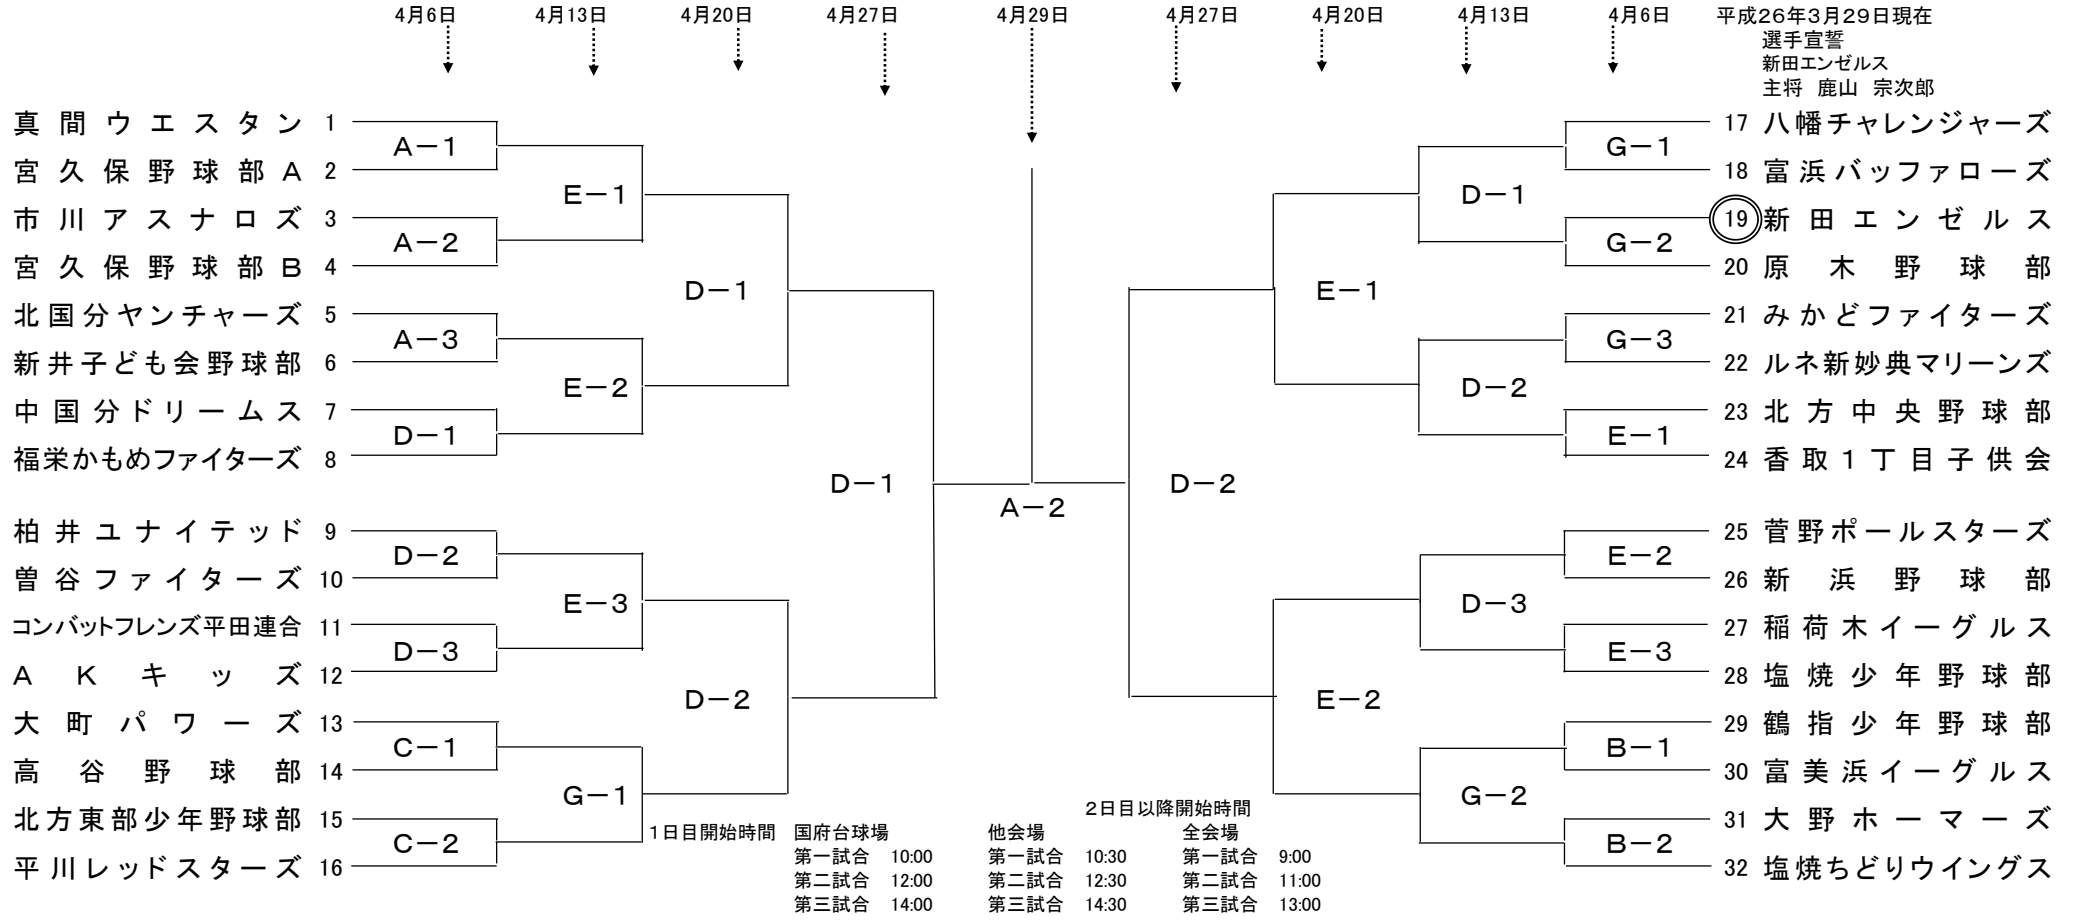 4月6日 4月13日 4月20日 4月27日 4月29日 4月27日 4月20日 4月13日 4月6日 平成26年3月29日現在
選手宣誓
新田エンゼルス
主将 鹿山 宗次郎
真間ウエスタン 1
A－1
宮久保野球部A 2
E－1
市川アスナロズ 3
A－2
宮久保野球部B 4
D－1
北国分ヤンチャーズ 5
A－3
新井子ども会野球部 6
E－2
中国分ドリームス 7
D－1
福栄かもめファイターズ 8
D－1
柏井ユナイテッド 9
D－2
曽谷ファイターズ 10
E－3
コンバットフレンズ平田連合 11
D－3
AKキッズ 12
D－2
大町パワーズ 13
C－1
高谷野球部 14
G－1
北方東部少年野球部 15
C－2
平川レッドスターズ 16
A－2
17 八幡チャレンジャーズ
G－1
18 富浜バッファローズ
D－1
19 新田エンゼルス
G－2
20 原木野球部
E－1
21 みかどファイターズ
G－3
22 ルネ新妙典マリーンズ
D－2
23 北方中央野球部
E－1
24 香取1丁目子供会
D－2
25 菅野ポールスターズ
E－2
26 新浜野球部
D－3
27 稲荷木イーグルス
E－3
28 塩焼少年野球部
E－2
29 鶴指少年野球部
B－1
30 富美浜イーグルス
G－2
31 大野ホーマーズ
B－2
32 塩焼ちどりウイングス
2日目以降開始時間
1日目開始時間 国府台球場 他会場 全会場
第一試合 10:00 第一試合 10:30 第一試合 9:00
第二試合 12:00 第二試合 12:30 第二試合 11:00
第三試合 14:00 第三試合 14:30 第三試合 13:00